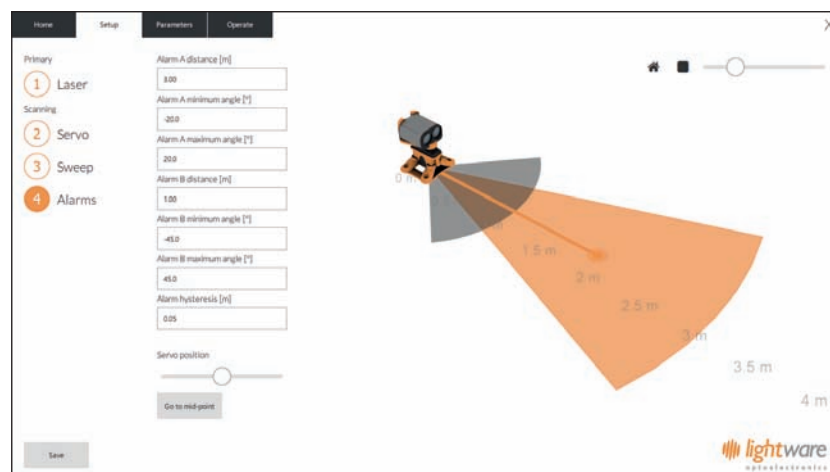 Home Setup Parameters Operate X
Primary
1 Laser
Scanning
2 Servo
3 Sweep
4 Alarms
Alarm A distance [m]
3.00
Alarm A minimum angle [°]
-20.0
Alarm A maximum angle [°]
20.0
Alarm B distance [m]
1.00
Alarm B minimum angle [°]
-45.0
Alarm B maximum angle [°]
45.0
Alarm hysteresis [m]
0.05
Servo position
Go to mid-point
Save
0 m
1.5 m
2 m
2.5 m
3 m
3.5 m
4 m
lightware
optoelectronics